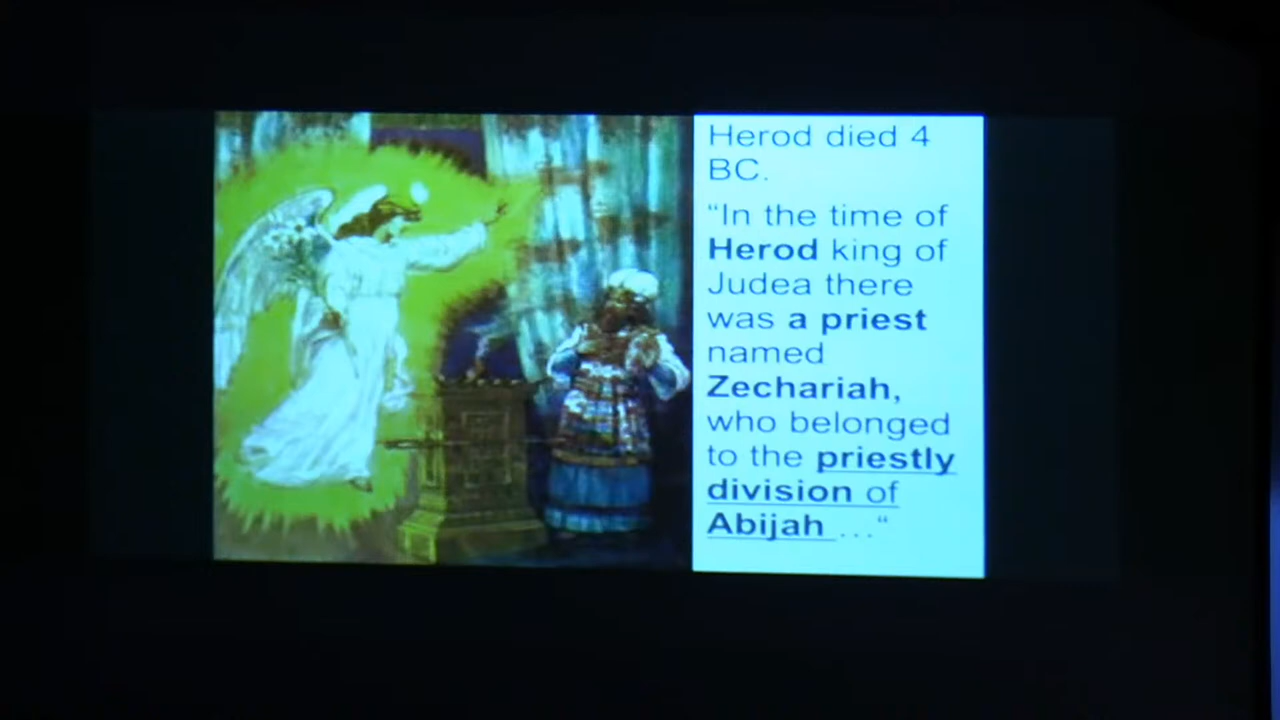 Herod died 4
BC.
“In the time of
Herod king of
Judea there
was a priest
named
Zechariah,
who belonged
to the priestly
division of
Abijah ...“